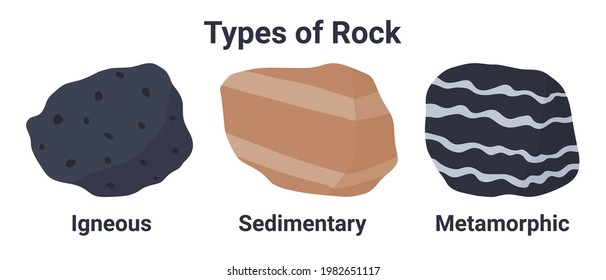 Types of Rock
Igneous Sedimentary Metamorphic
shutterstock.com · 1982651117